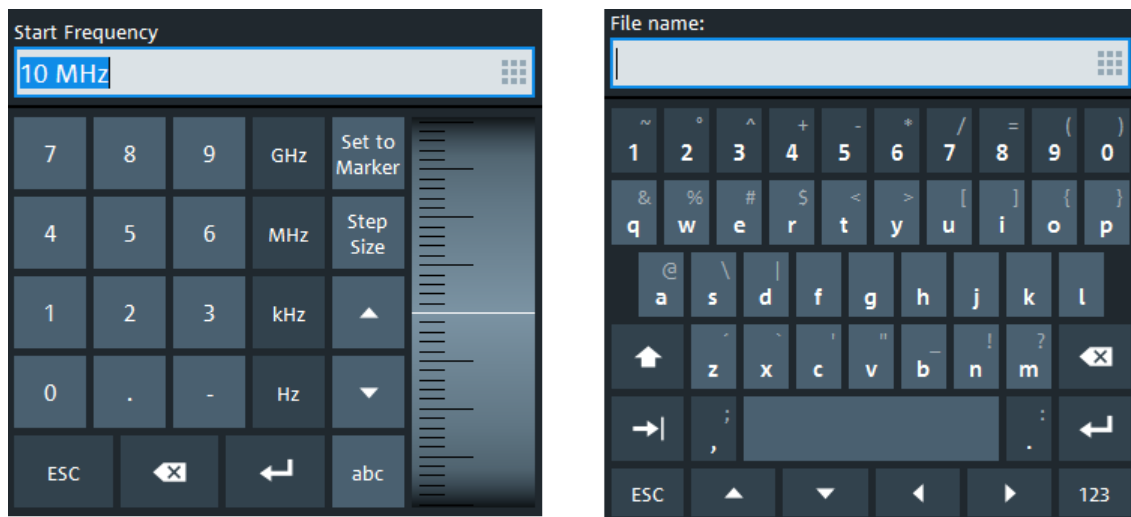 Start Frequency
10 MHz
7 8 9 GHz Set to Marker
4 5 6 MHz Step Size
1 2 3 kHz
0 . - Hz
ESC abc
File name:
~ ° ^ + - * / = ( )
1 2 3 4 5 6 7 8 9 0
& % # $ < > [ ] { }
q w e r t y u i o p
@ \ |
a s d f g h j k l
´ ` ' " _ ! ?
z x c v b n m
; :
, .
ESC 123